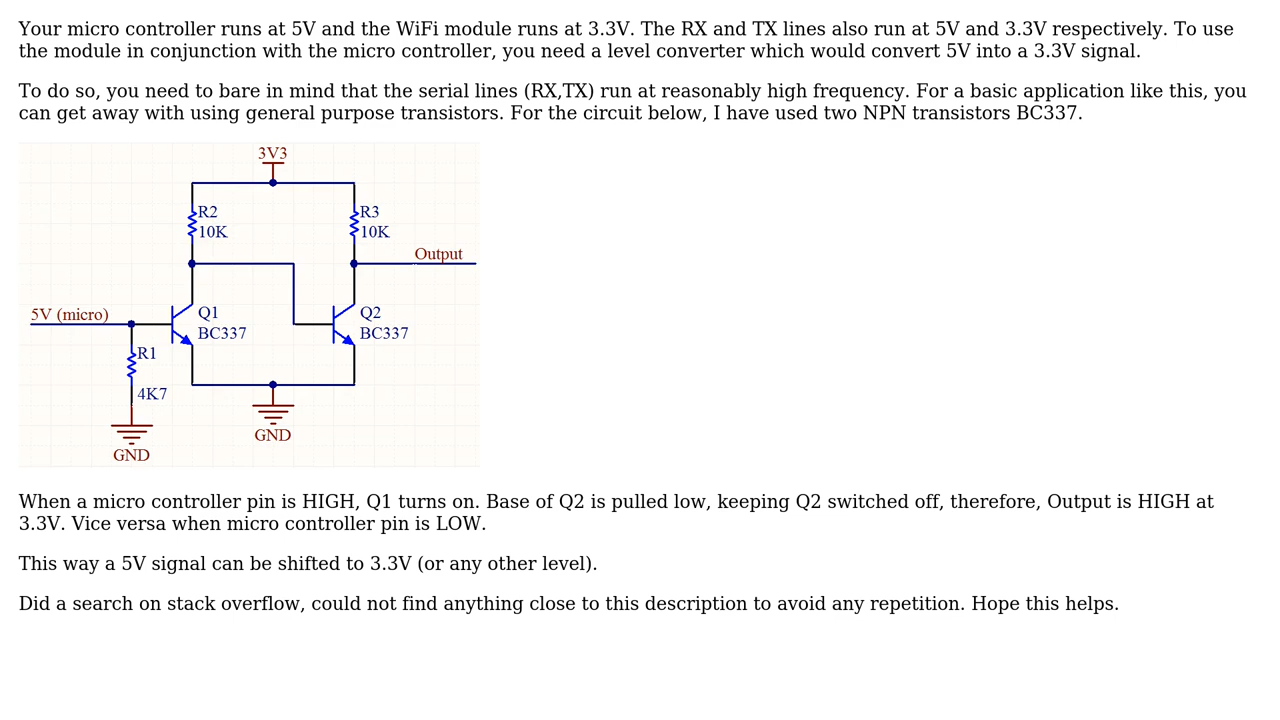 Your micro controller runs at 5V and the WiFi module runs at 3.3V. The RX and TX lines also run at 5V and 3.3V respectively. To use
the module in conjunction with the micro controller, you need a level converter which would convert 5V into a 3.3V signal.
To do so, you need to bare in mind that the serial lines (RX,TX) run at reasonably high frequency. For a basic application like this, you
can get away with using general purpose transistors. For the circuit below, I have used two NPN transistors BC337.
3V3
R2
10K
R3
10K
Output
5V (micro)
Q1
BC337
Q2
BC337
R1
4K7
GND
GND
When a micro controller pin is HIGH, Q1 turns on. Base of Q2 is pulled low, keeping Q2 switched off, therefore, Output is HIGH at
3.3V. Vice versa when micro controller pin is LOW.
This way a 5V signal can be shifted to 3.3V (or any other level).
Did a search on stack overflow, could not find anything close to this description to avoid any repetition. Hope this helps.